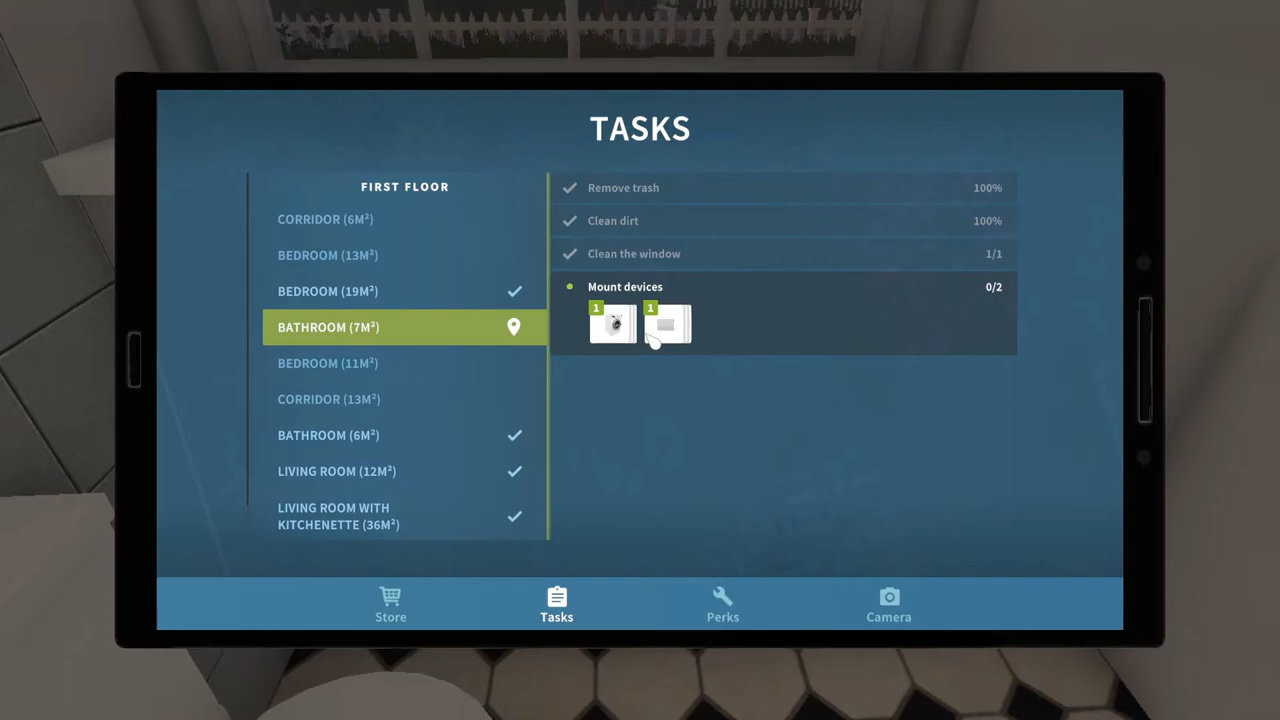 TASKS
FIRST FLOOR
CORRIDOR (6M²)
BEDROOM (13M²)
BEDROOM (19M²)
BATHROOM (7M²)
BEDROOM (11M²)
CORRIDOR (13M²)
BATHROOM (6M²)
LIVING ROOM (12M²)
LIVING ROOM WITH
KITCHENETTE (36M²)
Remove trash 100%
Clean dirt 100%
Clean the window 1/1
Mount devices 0/2
1 1
Store Tasks Perks Camera